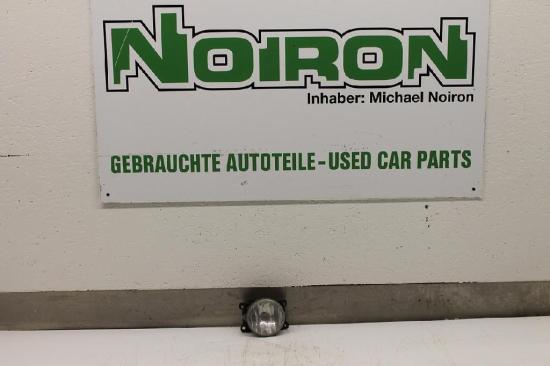 NOIRON
Inhaber: Michael Noiron
GEBRAUCHTE AUTOTEILE-USED CAR PARTS